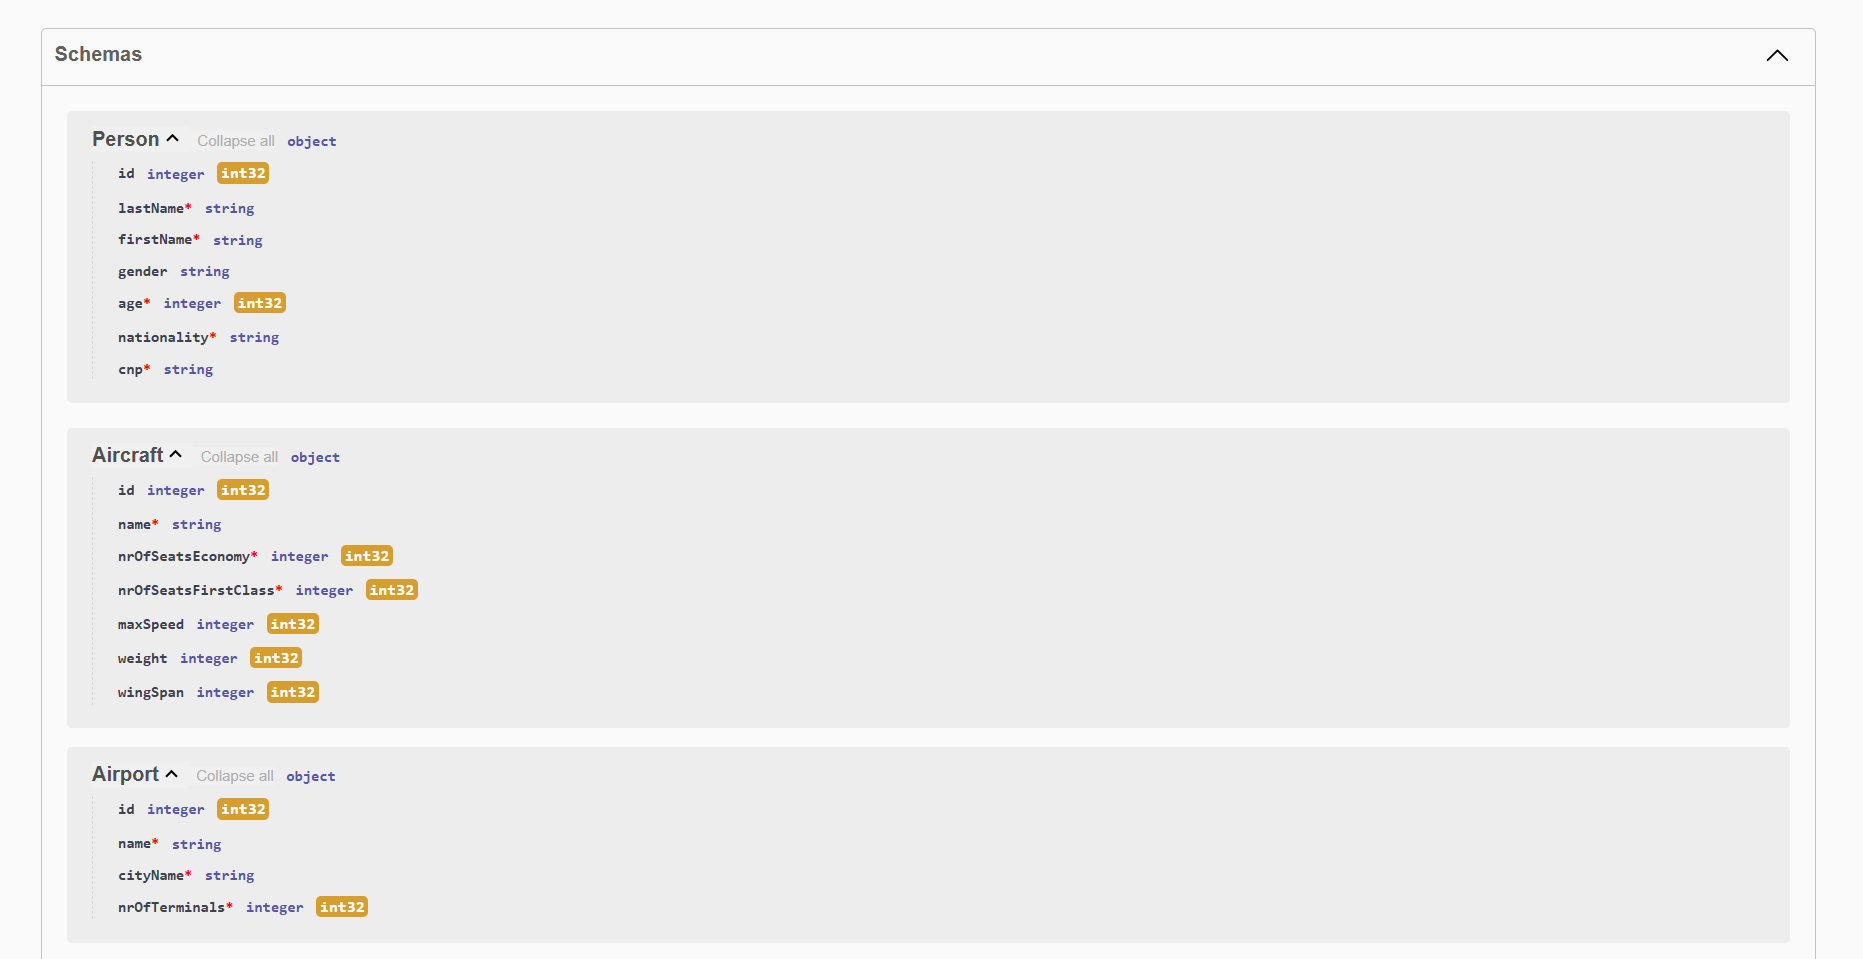 Schemas
Person Collapse all object
id integer int32
lastName* string
firstName* string
gender string
age* integer int32
nationality* string
cnp* string
Aircraft Collapse all object
id integer int32
name* string
nrOfSeatsEconomy* integer int32
nrOfSeatsFirstClass* integer int32
maxSpeed integer int32
weight integer int32
wingSpan integer int32
Airport Collapse all object
id integer int32
name* string
cityName* string
nrOfTerminals* integer int32